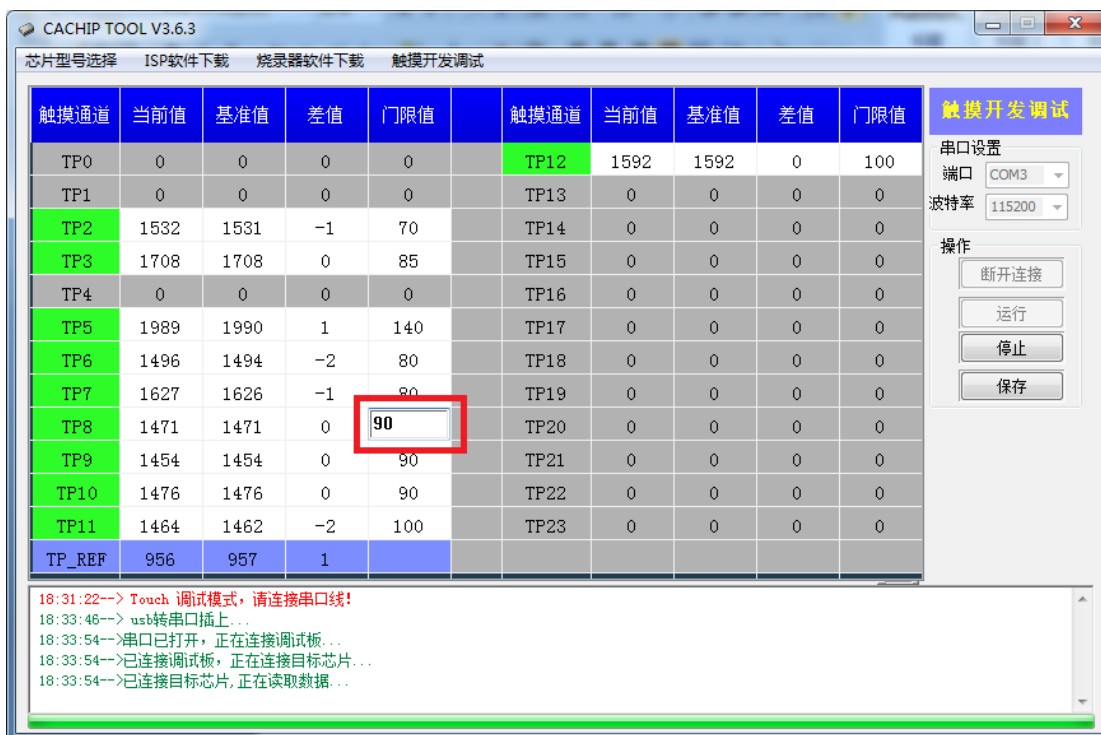 CACHIP TOOL V3.6.3
芯片型号选择 ISP软件下载 烧录器软件下载 触摸开发调试
触摸通道 当前值 基准值 差值 门限值 触摸通道 当前值 基准值 差值 门限值
TP0 0 0 0 0 TP12 1592 1592 0 100
TP1 0 0 0 0 TP13 0 0 0 0
TP2 1532 1531 -1 70 TP14 0 0 0 0
TP3 1708 1708 0 85 TP15 0 0 0 0
TP4 0 0 0 0 TP16 0 0 0 0
TP5 1989 1990 1 140 TP17 0 0 0 0
TP6 1496 1494 -2 80 TP18 0 0 0 0
TP7 1627 1626 -1 80 TP19 0 0 0 0
TP8 1471 1471 0 90 TP20 0 0 0 0
TP9 1454 1454 0 90 TP21 0 0 0 0
TP10 1476 1476 0 90 TP22 0 0 0 0
TP11 1464 1462 -2 100 TP23 0 0 0 0
TP_REF 956 957 1
触摸开发调试
串口设置
端口 COM3
波特率 115200
操作
断开连接
运行
停止
保存
18:31:22--> Touch 调试模式，请连接串口线!
18:33:46--> usb转串口插上...
18:33:54-->串口已打开，正在连接调试板...
18:33:54-->已连接调试板，正在连接目标芯片...
18:33:54-->已连接目标芯片,正在读取数据...